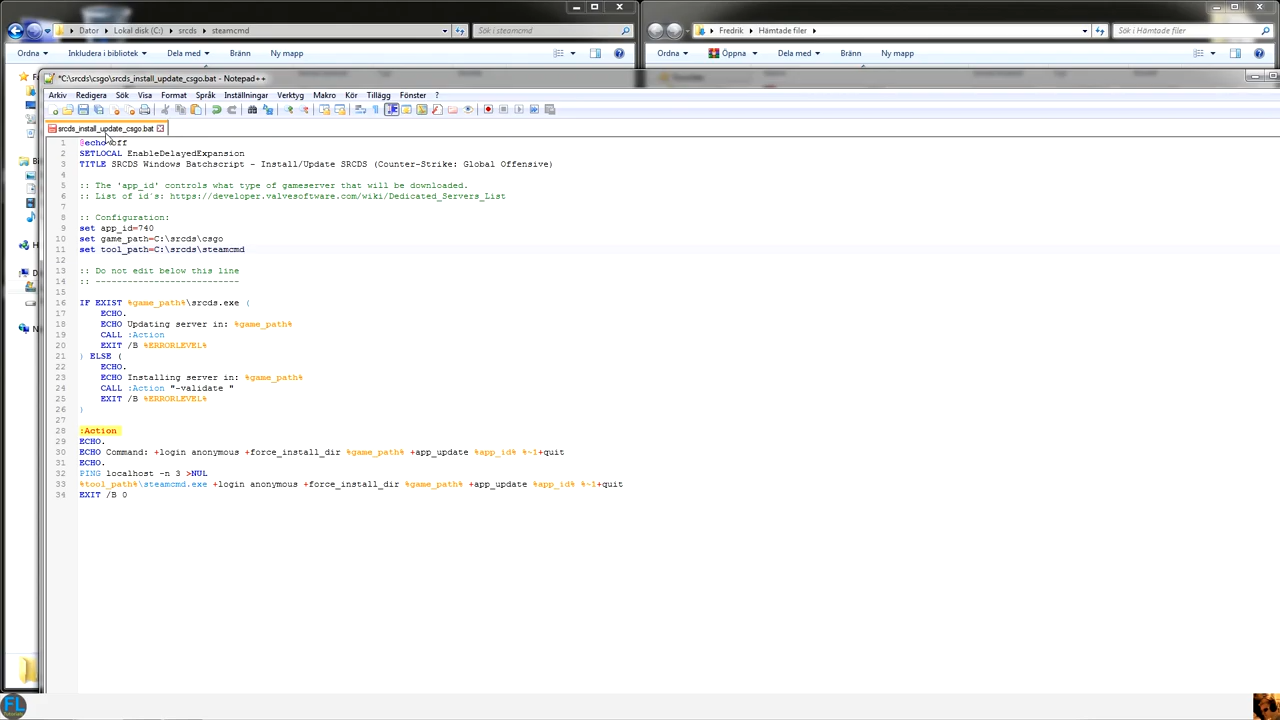 Dator ▸ Lokal disk (C:) ▸ srcds ▸ steamcmd ▸
Sök i steamcmd
Fredrik ▸ Hämtade filer ▸
Sök i Hämtade filer
Ordna Inkludera i bibliotek Dela med Bränn Ny mapp
Ordna Öppna Dela med Bränn Ny mapp
*C:\srcds\csgo\srcds_install_update_csgo.bat - Notepad++
Arkiv Redigera Sök Visa Format Språk Inställningar Verktyg Makro Kör Tillägg Fönster ?
srcds_install_update_csgo.bat
1 @echo off
2 SETLOCAL EnableDelayedExpansion
3 TITLE SRCDS Windows Batchscript - Install/Update SRCDS (Counter-Strike: Global Offensive)
4
5 :: The 'app_id' controls what type of gameserver that will be downloaded.
6 :: List of id´s: https://developer.valvesoftware.com/wiki/Dedicated_Servers_List
7
8 :: Configuration:
9 set app_id=740
10 set game_path=C:\srcds\csgo
11 set tool_path=C:\srcds\steamcmd
12
13 :: Do not edit below this line
14 :: ---------------------------
15
16 IF EXIST %game_path%\srcds.exe (
17 ECHO.
18 ECHO Updating server in: %game_path%
19 CALL :Action
20 EXIT /B %ERRORLEVEL%
21 ) ELSE (
22 ECHO.
23 ECHO Installing server in: %game_path%
24 CALL :Action "-validate "
25 EXIT /B %ERRORLEVEL%
26 )
27
28 :Action
29 ECHO.
30 ECHO Command: +login anonymous +force_install_dir %game_path% +app_update %app_id% %~1+quit
31 ECHO.
32 PING localhost -n 3 >NUL
33 %tool_path%\steamcmd.exe +login anonymous +force_install_dir %game_path% +app_update %app_id% %~1+quit
34 EXIT /B 0
FL